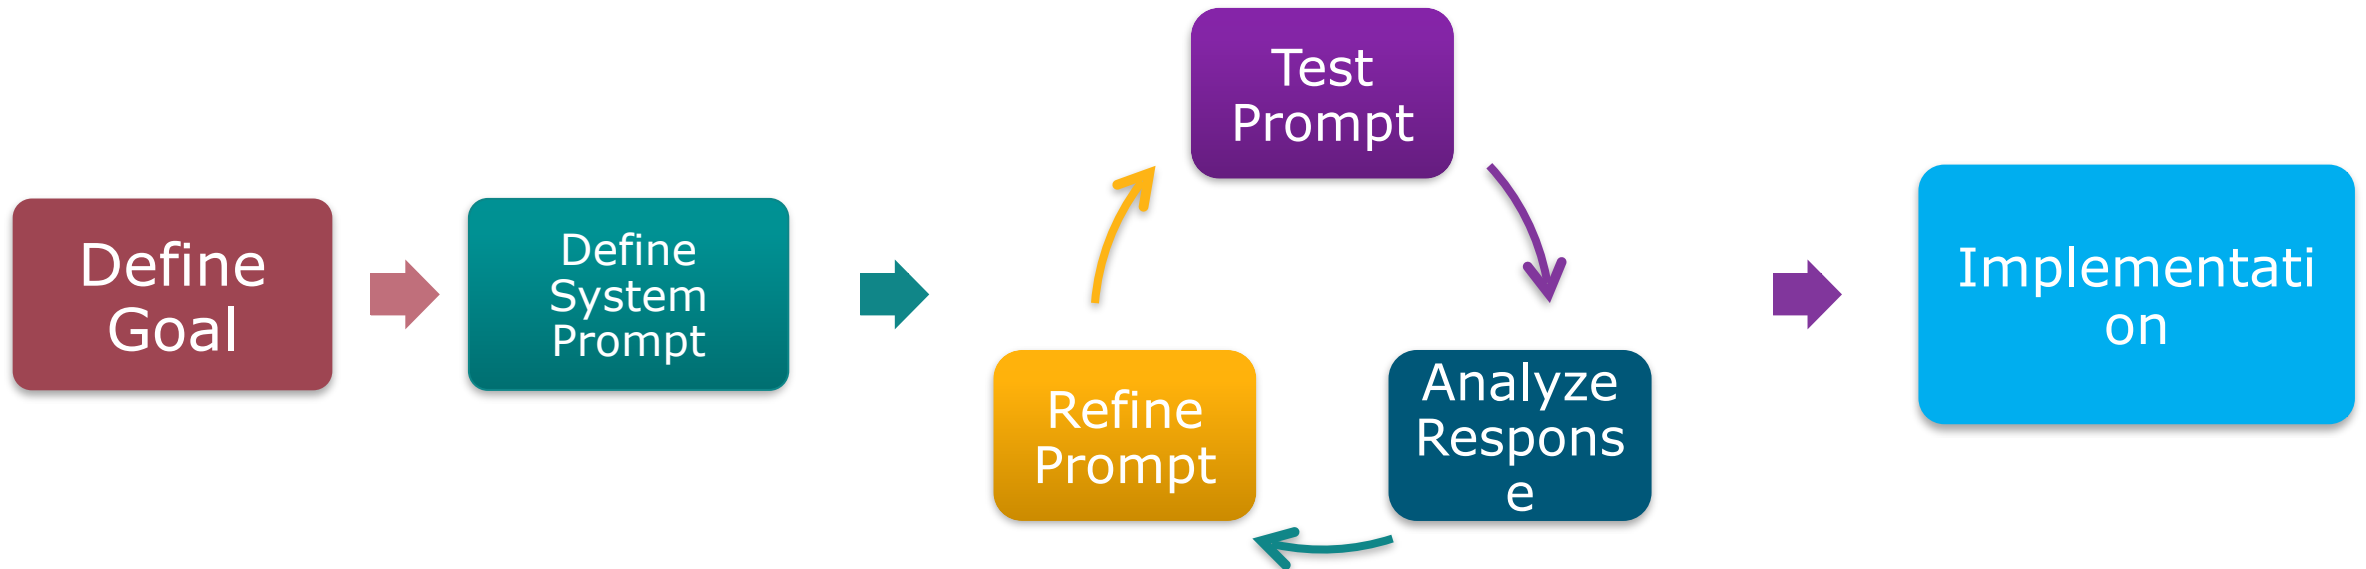 Define
Goal
Define
System
Prompt
Test
Prompt
Refine
Prompt
Analyze
Respons
e
Implementati
on